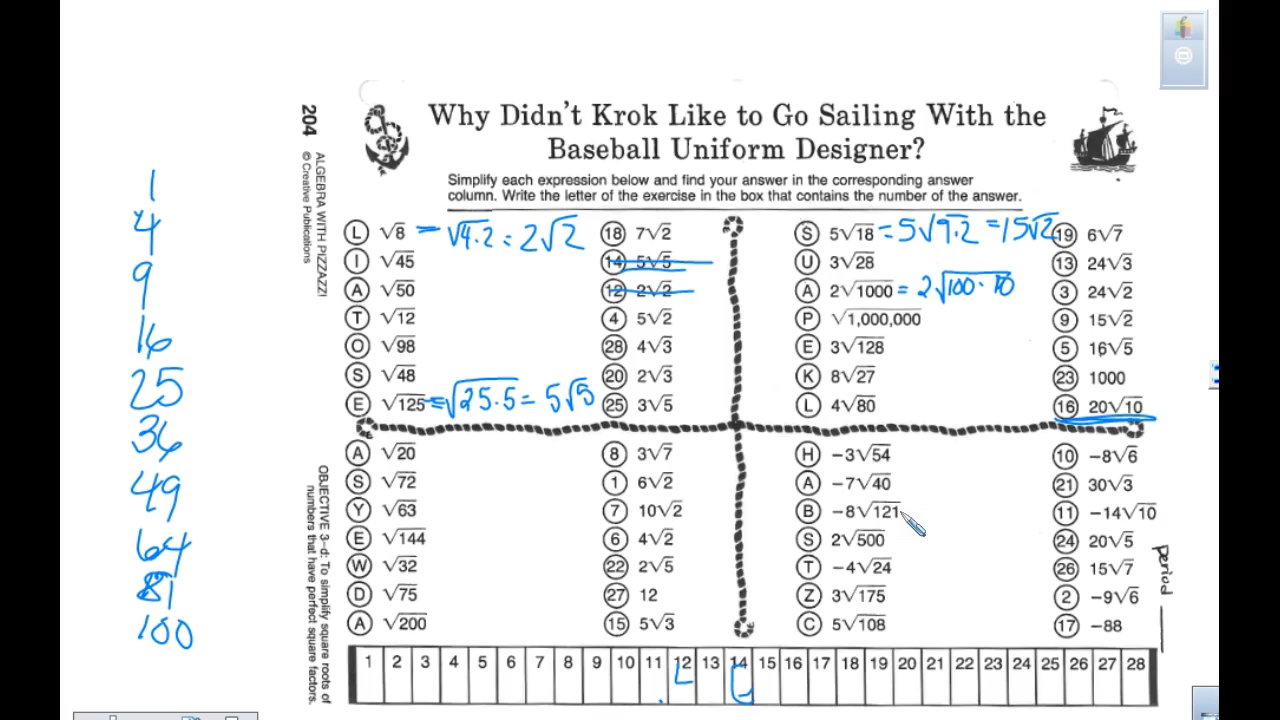 Why Didn't Krok Like to Go Sailing With the
Baseball Uniform Designer?
Simplify each expression below and find your answer in the corresponding answer
column. Write the letter of the exercise in the box that contains the number of the answer.
204
ALGEBRA WITH PIZZAZZ!
© Creative Publications
OBJECTIVE 3–d: To simplify square roots of
numbers that have perfect square factors.
1
4
9
16
25
36
49
64
81
100
L √8 = √4·2 = 2√2
I √45
A √50
T √12
O √98
S √48
E √125 = √25·5 = 5√5
18 7√2
14 5√5
12 2√2
4 5√2
28 4√3
20 2√3
25 3√5
S 5√18 = 5√9·2 = 15√2
U 3√28
A 2√1000 = 2√100·10
P √1,000,000
E 3√128
K 8√27
L 4√80
19 6√7
13 24√3
3 24√2
9 15√2
5 16√5
23 1000
16 20√10
A √20
S √72
Y √63
E √144
W √32
D √75
A √200
8 3√7
1 6√2
7 10√2
6 4√2
22 2√5
27 12
15 5√3
H −3√54
A −7√40
B −8√121
S 2√500
T −4√24
Z 3√175
C 5√108
10 −8√6
21 30√3
11 −14√10
24 20√5
26 15√7
2 −9√6
17 −88
period
1 2 3 4 5 6 7 8 9 10 11 12 13 14 15 16 17 18 19 20 21 22 23 24 25 26 27 28
L E